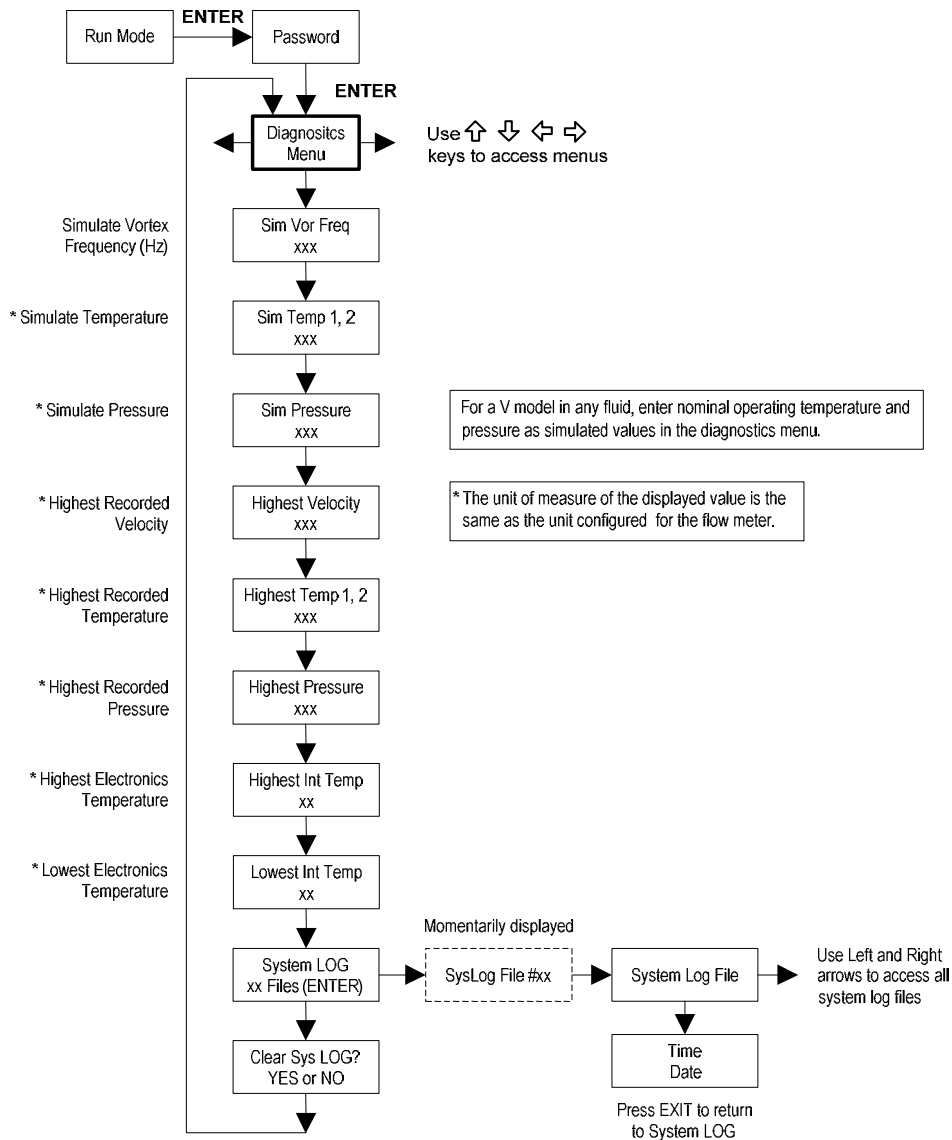 Run Mode
ENTER
Password
ENTER
Diagnositcs
Menu
Use ⇧ ⇩ ⇦ ⇨
keys to access menus
Simulate Vortex
Frequency (Hz)
Sim Vor Freq
xxx
* Simulate Temperature
Sim Temp 1, 2
xxx
* Simulate Pressure
Sim Pressure
xxx
For a V model in any fluid, enter nominal operating temperature and
pressure as simulated values in the diagnostics menu.
* Highest Recorded
Velocity
Highest Velocity
xxx
* The unit of measure of the displayed value is the
same as the unit configured for the flow meter.
* Highest Recorded
Temperature
Highest Temp 1, 2
xxx
* Highest Recorded
Pressure
Highest Pressure
xxx
* Highest Electronics
Temperature
Highest Int Temp
xx
* Lowest Electronics
Temperature
Lowest Int Temp
xx
System LOG
xx Files (ENTER)
Momentarily displayed
SysLog File #xx
System Log File
Use Left and Right
arrows to access all
system log files
Clear Sys LOG?
YES or NO
Time
Date
Press EXIT to return
to System LOG